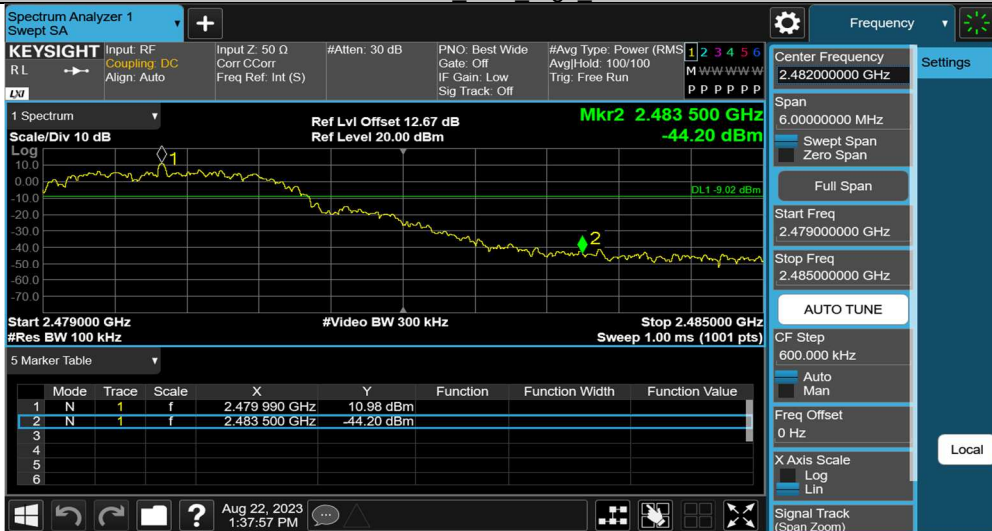 Spectrum Analyzer 1
Swept SA
Frequency
KEYSIGHT
RL
LXI
Input: RF
Coupling: DC
Align: Auto
Input Z: 50 Ω
Corr CCorr
Freq Ref: Int (S)
#Atten: 30 dB
PNO: Best Wide
Gate: Off
IF Gain: Low
Sig Track: Off
#Avg Type: Power (RMS
Avg|Hold: 100/100
Trig: Free Run
1 2 3 4 5 6
M W W W W W
P P P P P P
1 Spectrum
Scale/Div 10 dB
Ref Lvl Offset 12.67 dB
Ref Level 20.00 dBm
Mkr2 2.483 500 GHz
-44.20 dBm
Log
10.0
0.00
-10.0
-20.0
-30.0
-40.0
-50.0
-60.0
-70.0
1
DL1 -9.02 dBm
2
Start 2.479000 GHz
#Res BW 100 kHz
#Video BW 300 kHz
Stop 2.485000 GHz
Sweep 1.00 ms (1001 pts)
5 Marker Table
Mode Trace Scale X Y Function Function Width Function Value
1 N 1 f 2.479 990 GHz 10.98 dBm
2 N 1 f 2.483 500 GHz -44.20 dBm
3
4
5
6
?
Aug 22, 2023
1:37:57 PM
Center Frequency
2.482000000 GHz
Settings
Span
6.00000000 MHz
Swept Span
Zero Span
Full Span
Start Freq
2.479000000 GHz
Stop Freq
2.485000000 GHz
AUTO TUNE
CF Step
600.000 kHz
Auto
Man
Freq Offset
0 Hz
X Axis Scale
Log
Lin
Local
Signal Track
(Span Zoom)